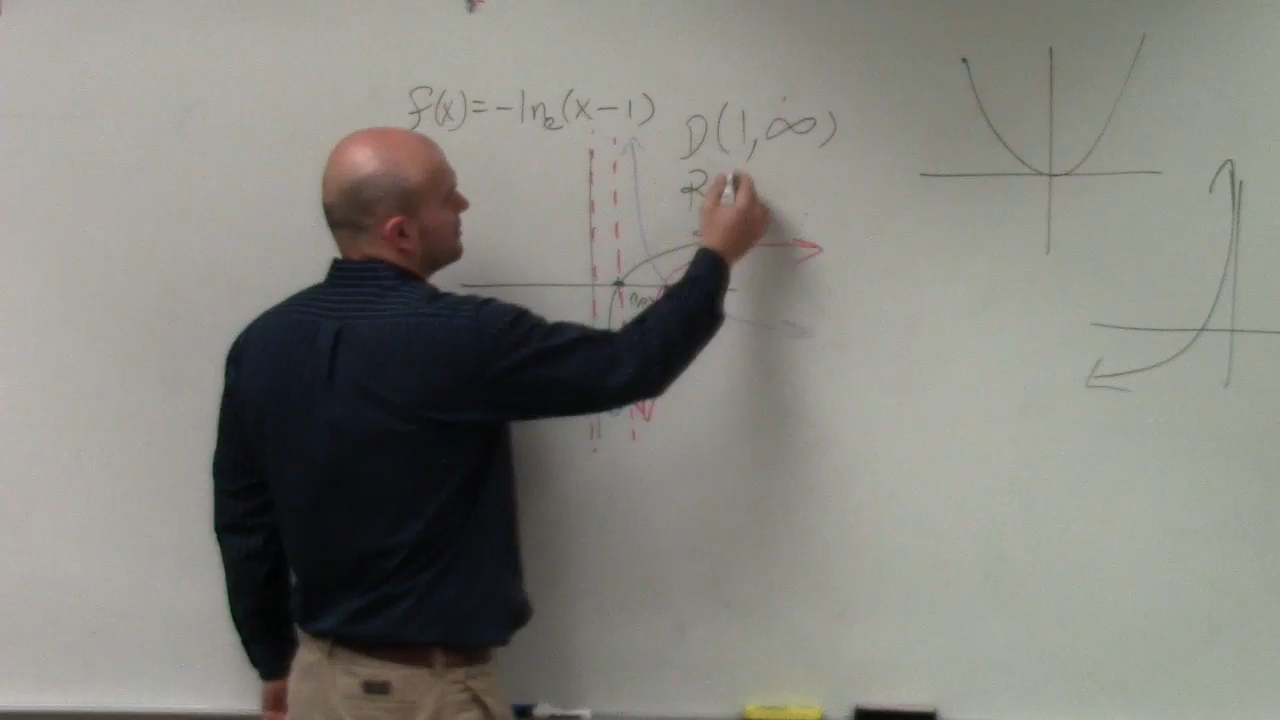 f(x)=-ln₂(x-1)
D(1,∞)
R